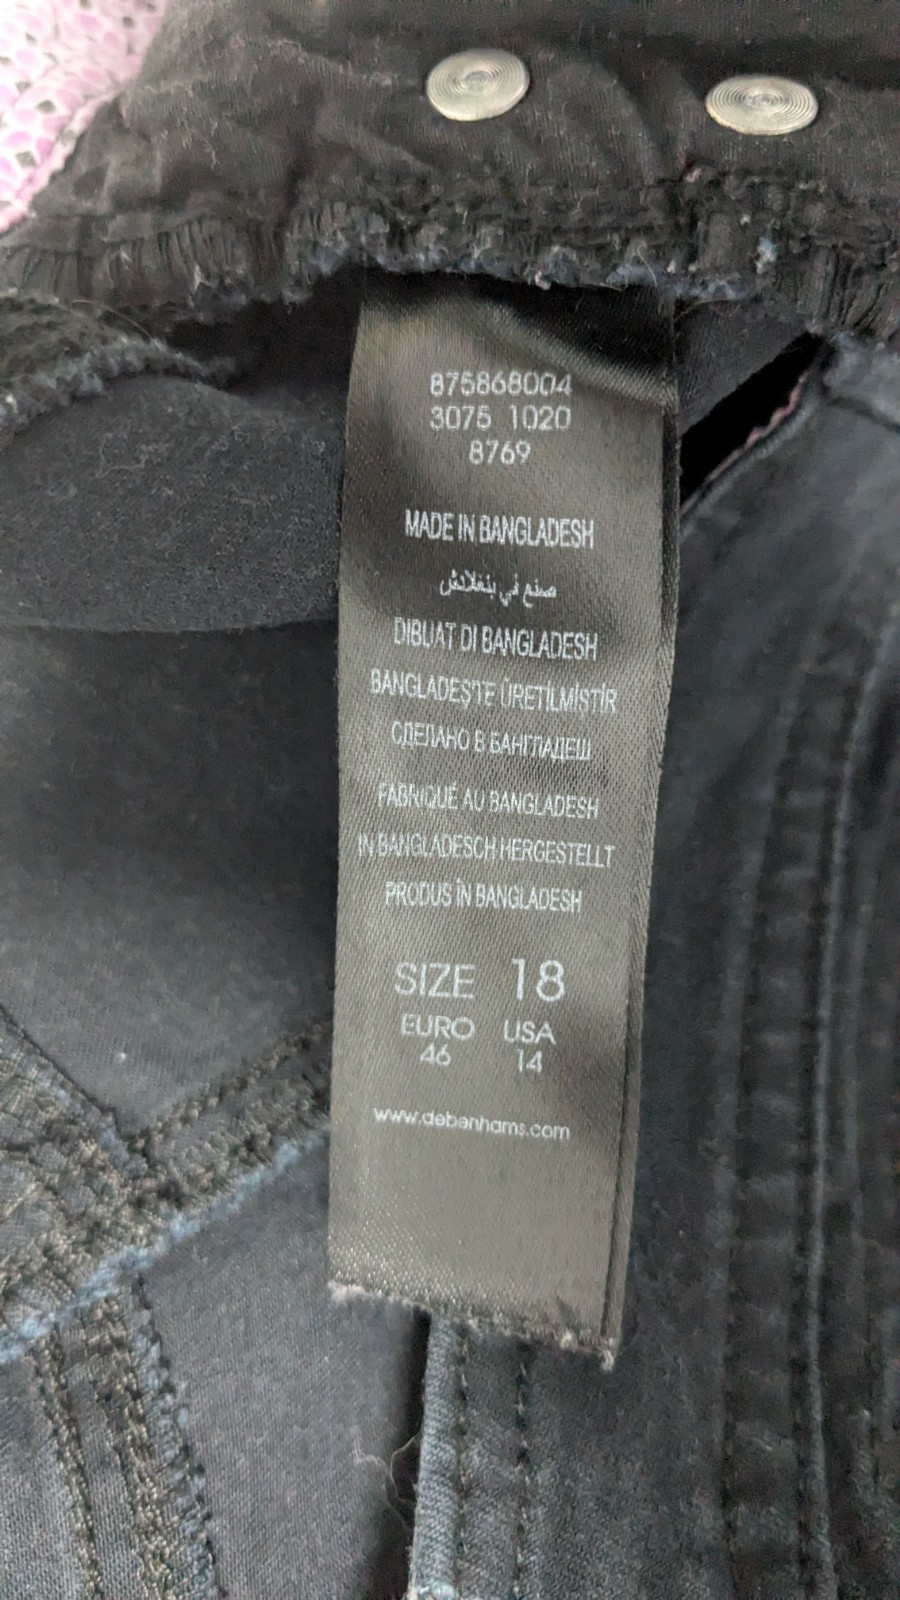 875868004
3075 1020
8769
MADE IN BANGLADESH
صنع في بنغلادش
DIBUAT DI BANGLADESH
BANGLADEŞ'TE ÜRETİLMİŞTİR
СДЕЛАНО В БАНГЛАДЕШ
FABRIQUÉ AU BANGLADESH
IN BANGLADESCH HERGESTELLT
PRODUS ÎN BANGLADESH
SIZE 18
EURO USA
46 14
www.debenhams.com